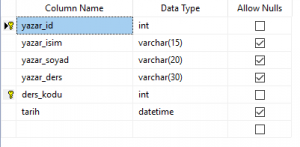 Column Name Data Type Allow Nulls
yazar_id int
yazar_isim varchar(15)
yazar_soyad varchar(20)
yazar_ders varchar(30)
ders_kodu int
tarih datetime